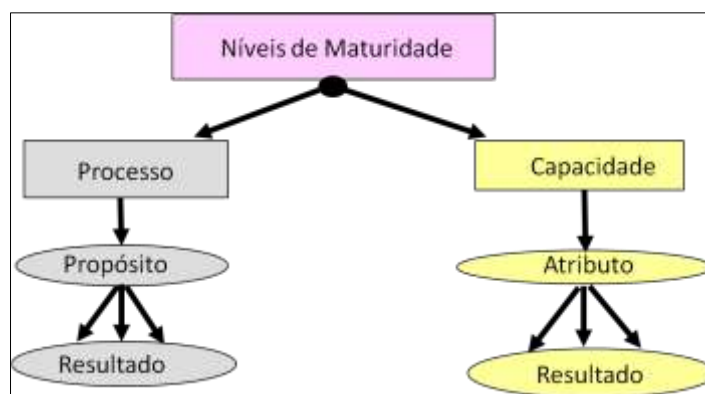 Níveis de Maturidade
Processo
Capacidade
Propósito
Atributo
Resultado
Resultado